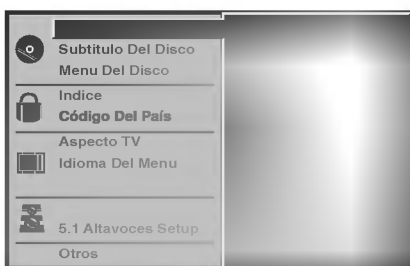 Subtitulo Del Disco
Menu Del Disco
Indice
Código Del País
Aspecto TV
Idioma Del Menu
5.1 Altavoces Setup
Otros